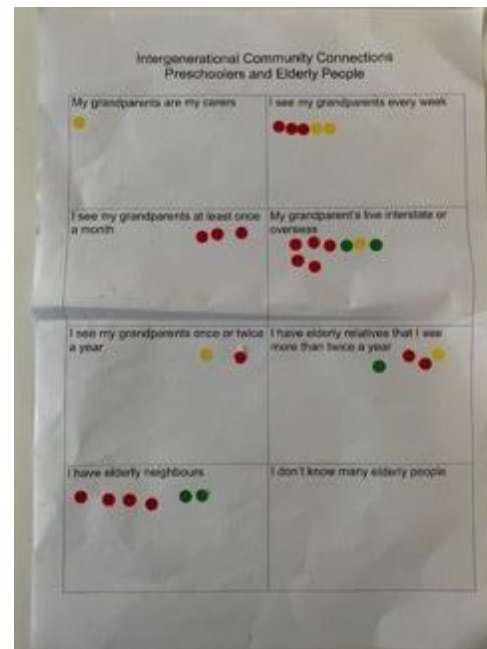 Intergenerational Community Connections
Preschoolers and Elderly People
My grandparents are my carers
I see my grandparents every week
I see my grandparents at least once
a month
My grandparent's live interstate or
overseas
I see my grandparents once or twice
a year
I have elderly relatives that I see
more than twice a year
I have elderly neighbours
I don't know many elderly people